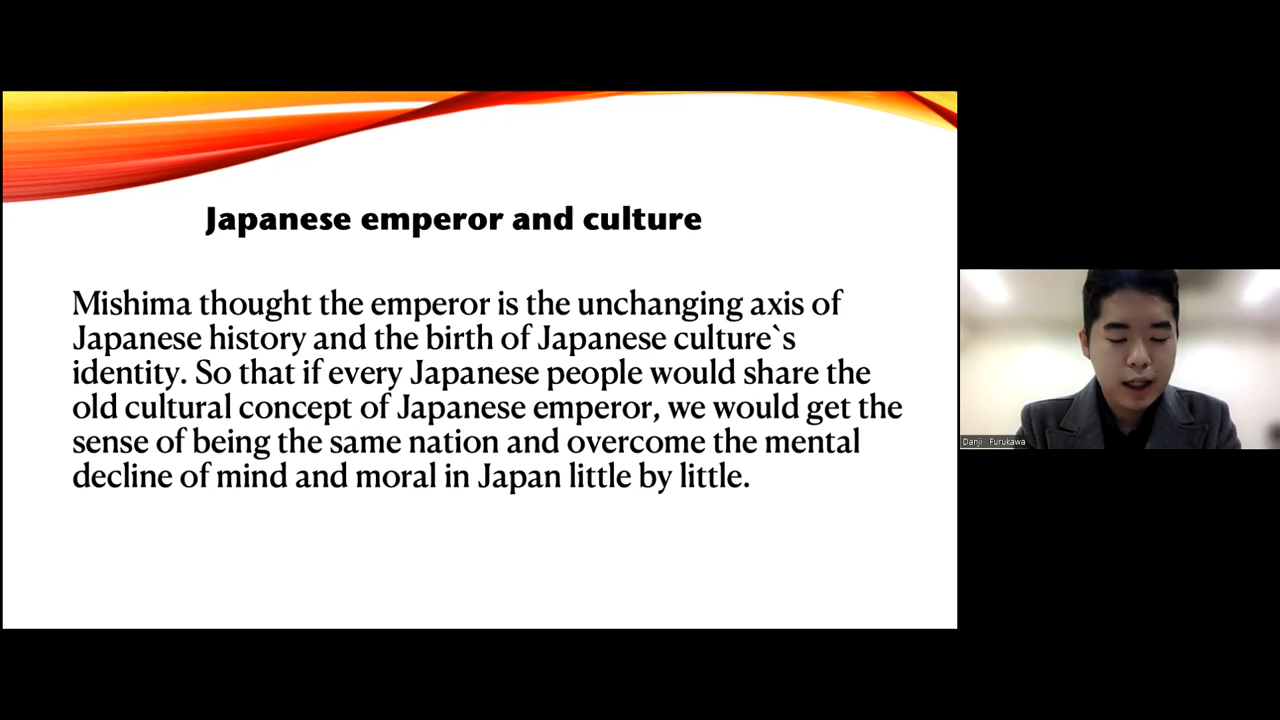 Japanese emperor and culture
Mishima thought the emperor is the unchanging axis of
Japanese history and the birth of Japanese culture`s
identity. So that if every Japanese people would share the
old cultural concept of Japanese emperor, we would get the
sense of being the same nation and overcome the mental
decline of mind and moral in Japan little by little.
Danji Furukawa